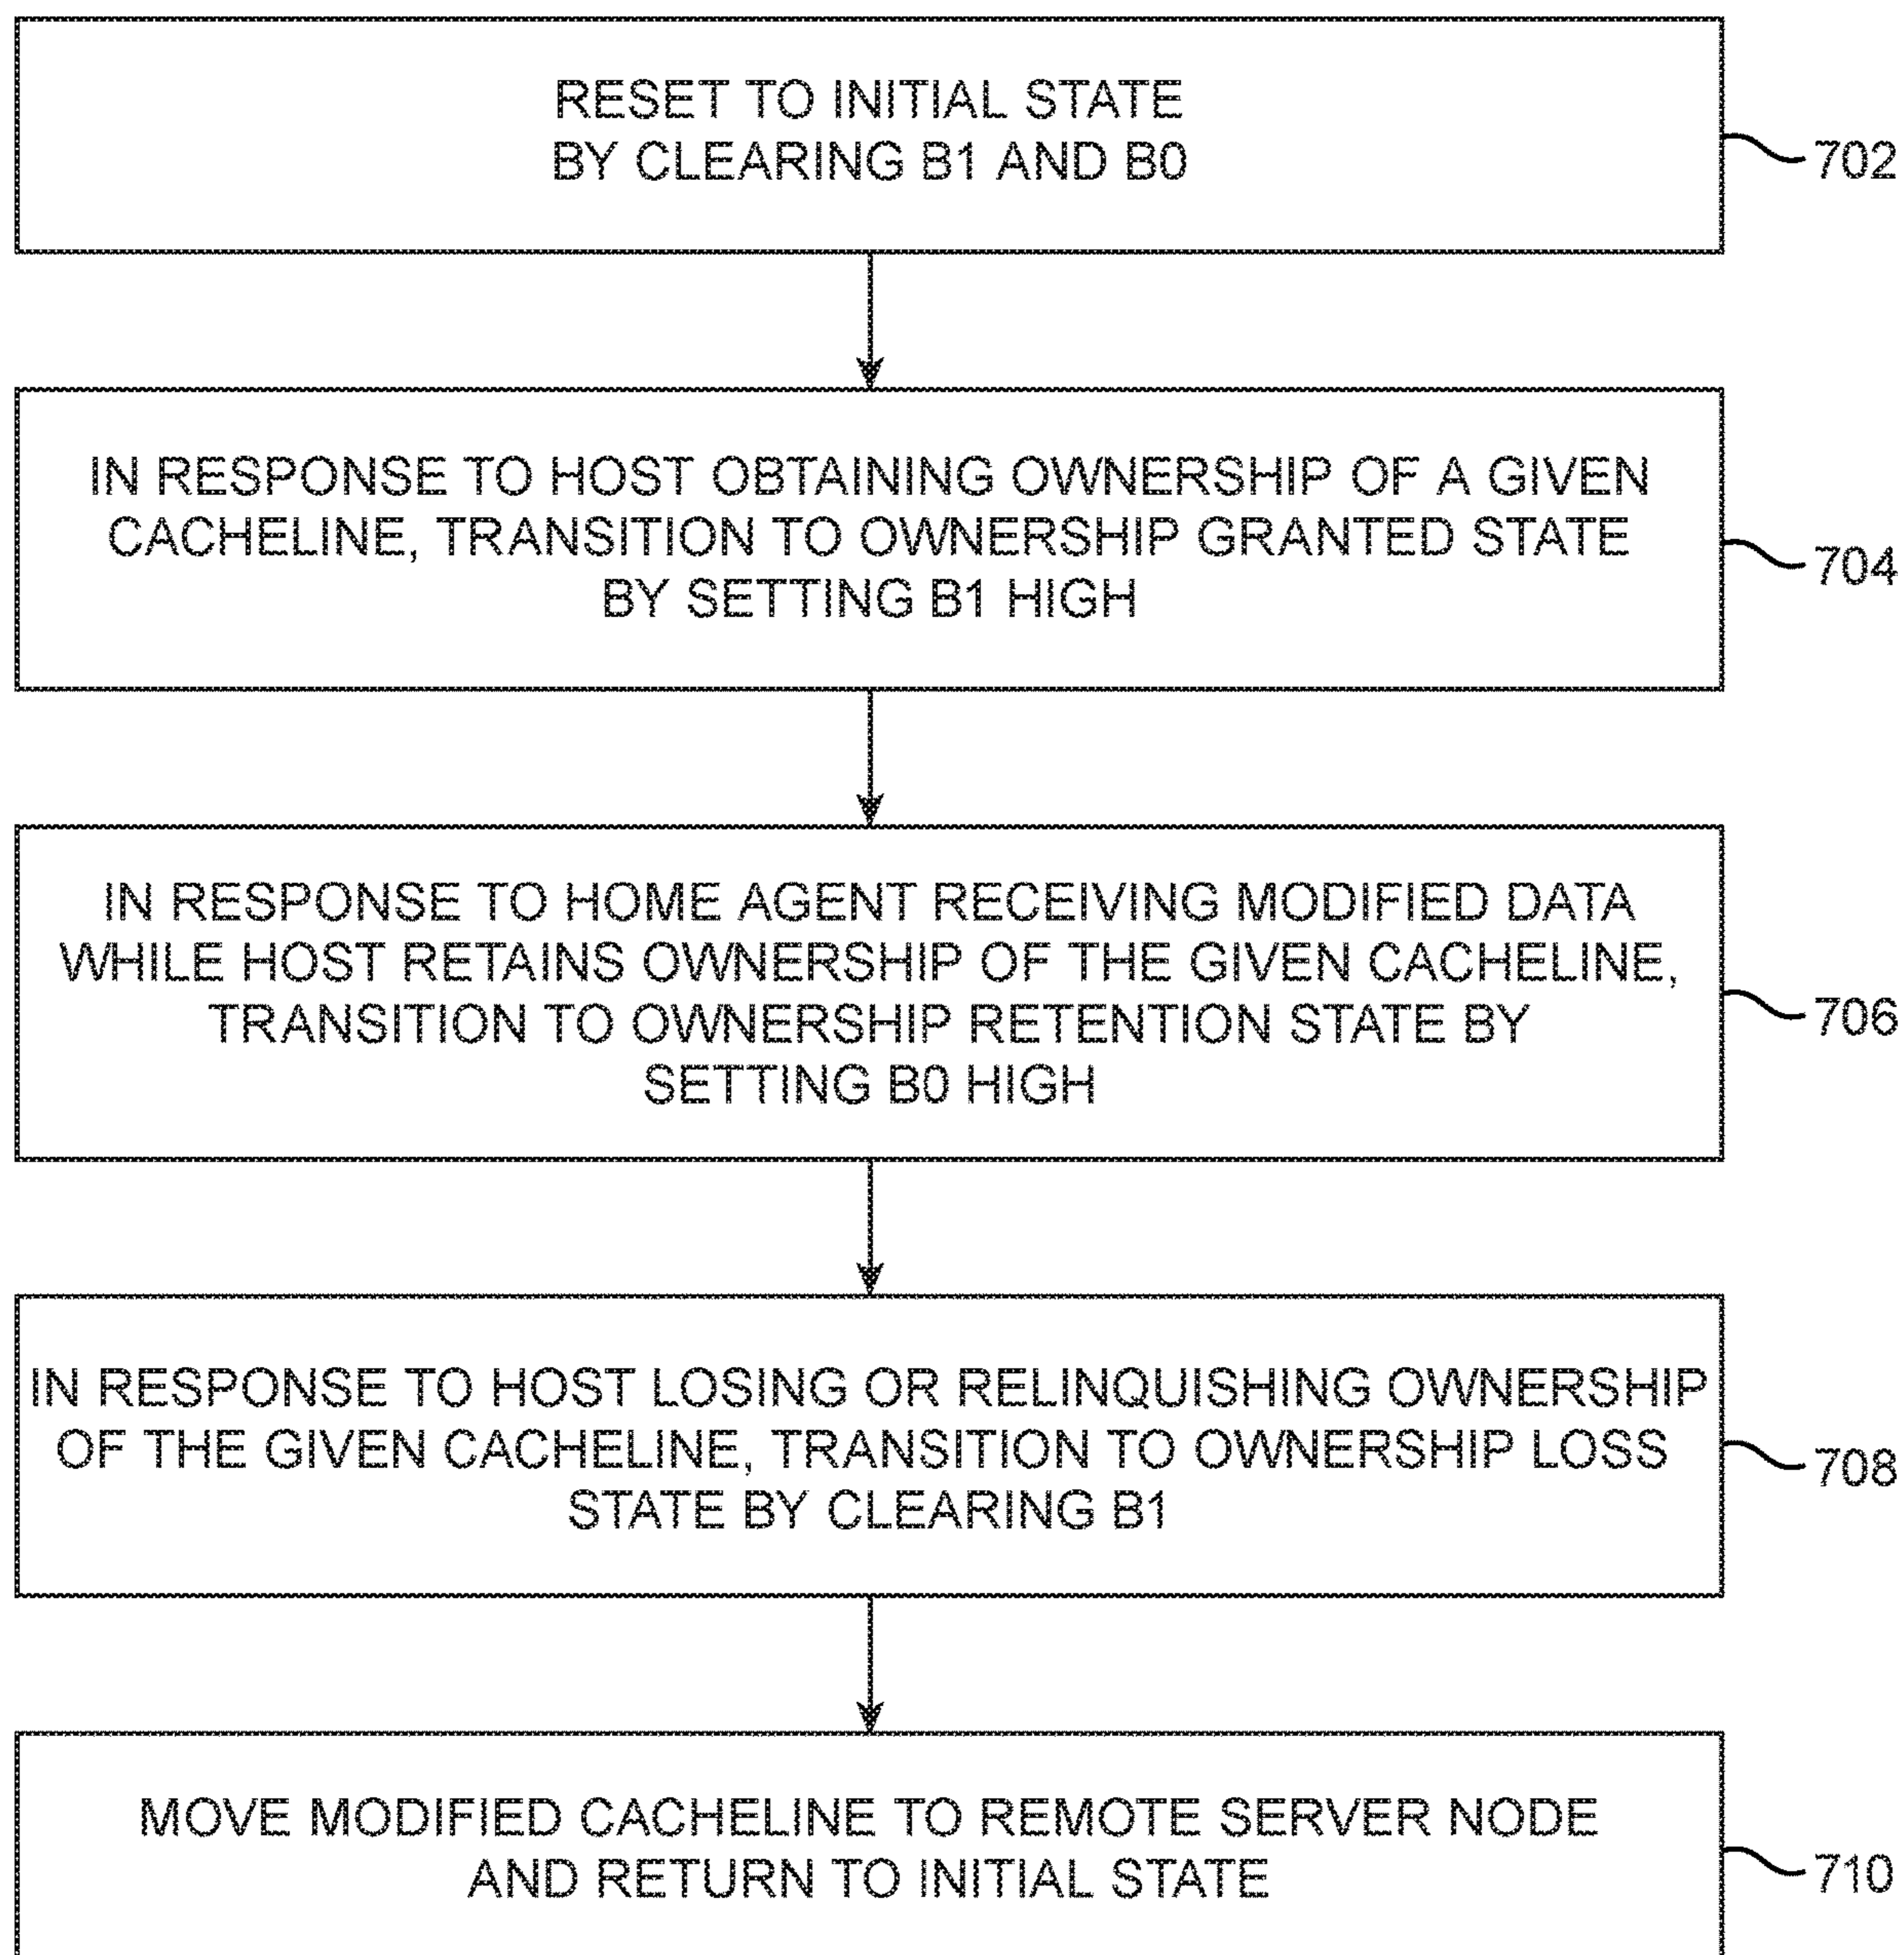 RESET TO INITIAL STATE
BY CLEARING B1 AND B0
702
IN RESPONSE TO HOST OBTAINING OWNERSHIP OF A GIVEN
CACHELINE, TRANSITION TO OWNERSHIP GRANTED STATE
BY SETTING B1 HIGH
704
IN RESPONSE TO HOME AGENT RECEIVING MODIFIED DATA
WHILE HOST RETAINS OWNERSHIP OF THE GIVEN CACHELINE,
TRANSITION TO OWNERSHIP RETENTION STATE BY
SETTING B0 HIGH
706
IN RESPONSE TO HOST LOSING OR RELINQUISHING OWNERSHIP
OF THE GIVEN CACHELINE, TRANSITION TO OWNERSHIP LOSS
STATE BY CLEARING B1
708
MOVE MODIFIED CACHELINE TO REMOTE SERVER NODE
AND RETURN TO INITIAL STATE
710